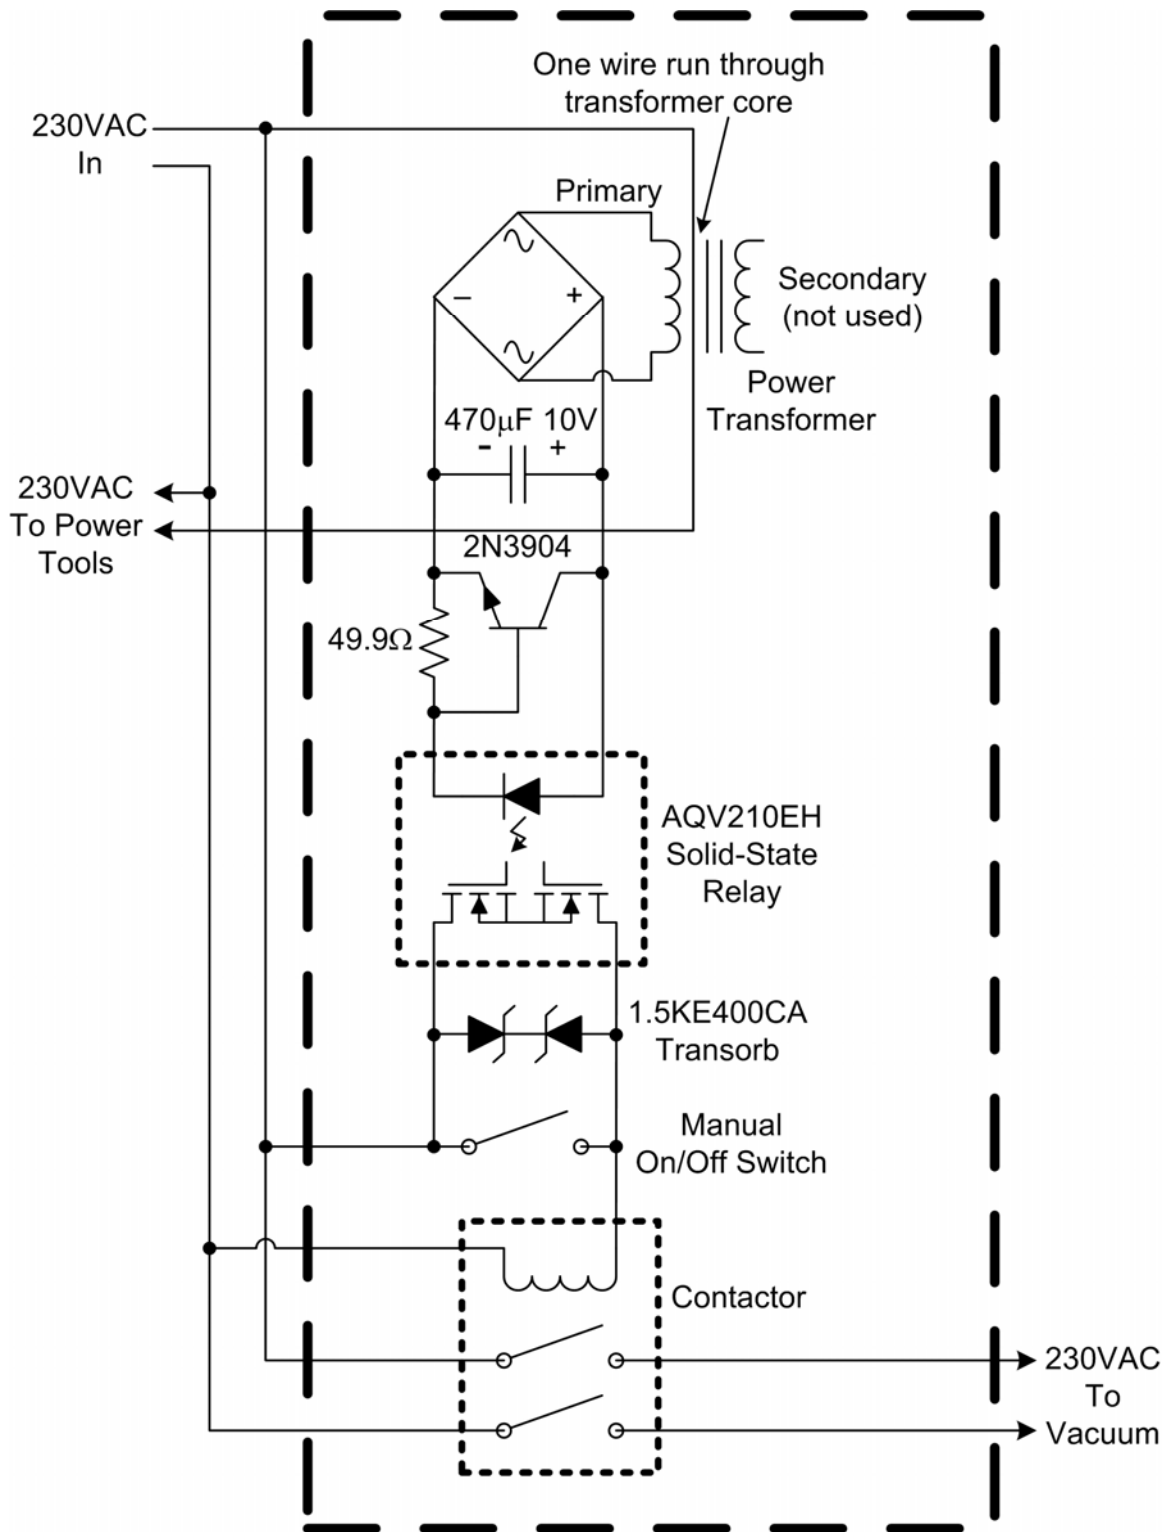 One wire run through
transformer core
230VAC
In
Primary
Secondary
(not used)
Power
Transformer
– +
470μF 10V
- +
230VAC
To Power
Tools
2N3904
49.9Ω
AQV210EH
Solid-State
Relay
1.5KE400CA
Transorb
Manual
On/Off Switch
Contactor
230VAC
To
Vacuum